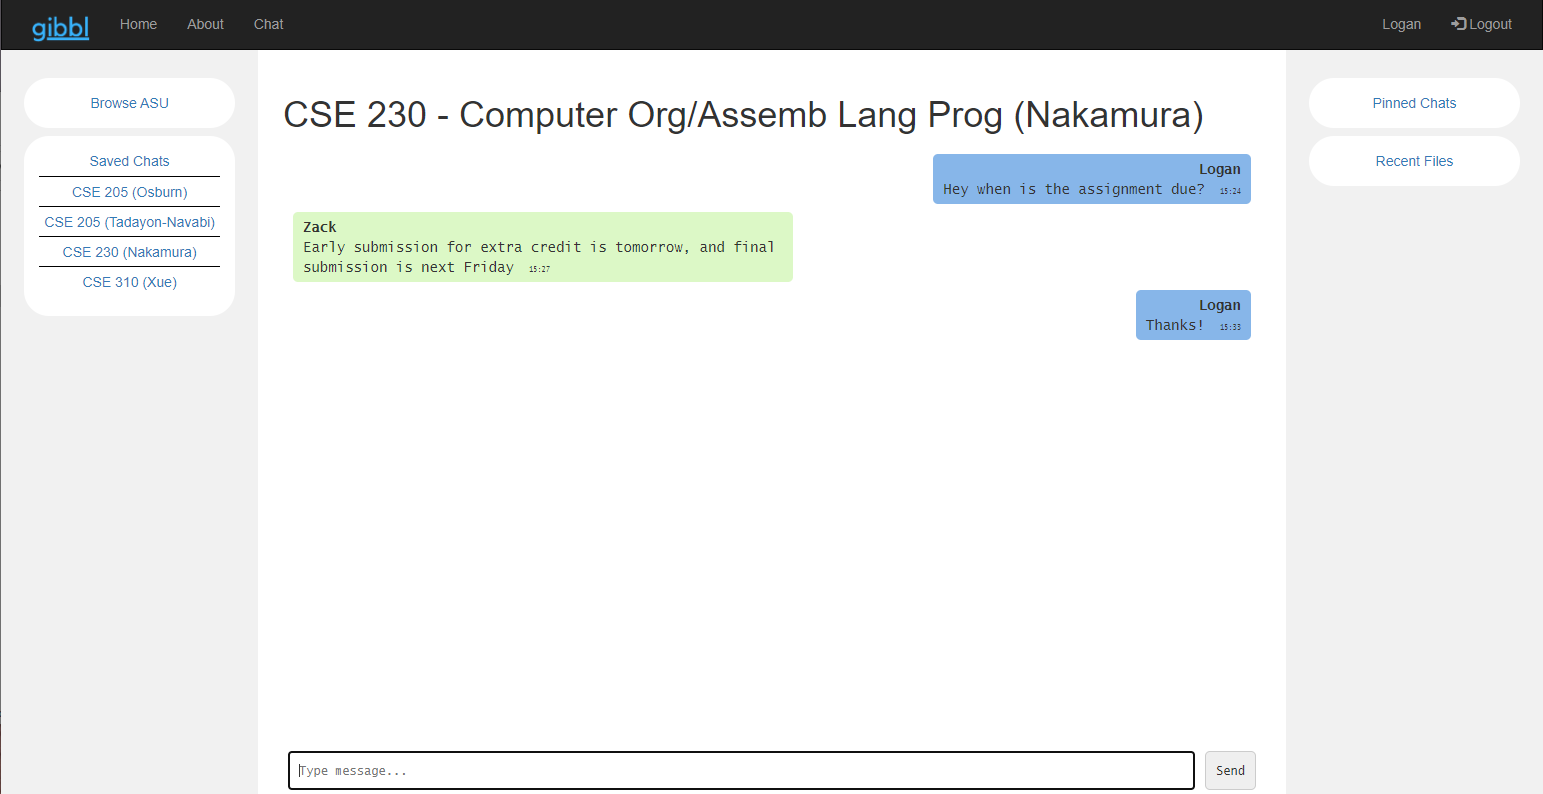 gibbl Home About Chat Logan Logout
Browse ASU
Saved Chats
CSE 205 (Osburn)
CSE 205 (Tadayon-Navabi)
CSE 230 (Nakamura)
CSE 310 (Xue)
CSE 230 - Computer Org/Assemb Lang Prog (Nakamura)
Logan
Hey when is the assignment due? 15:24
Zack
Early submission for extra credit is tomorrow, and final
submission is next Friday 15:27
Logan
Thanks! 15:33
Type message...
Send
Pinned Chats
Recent Files